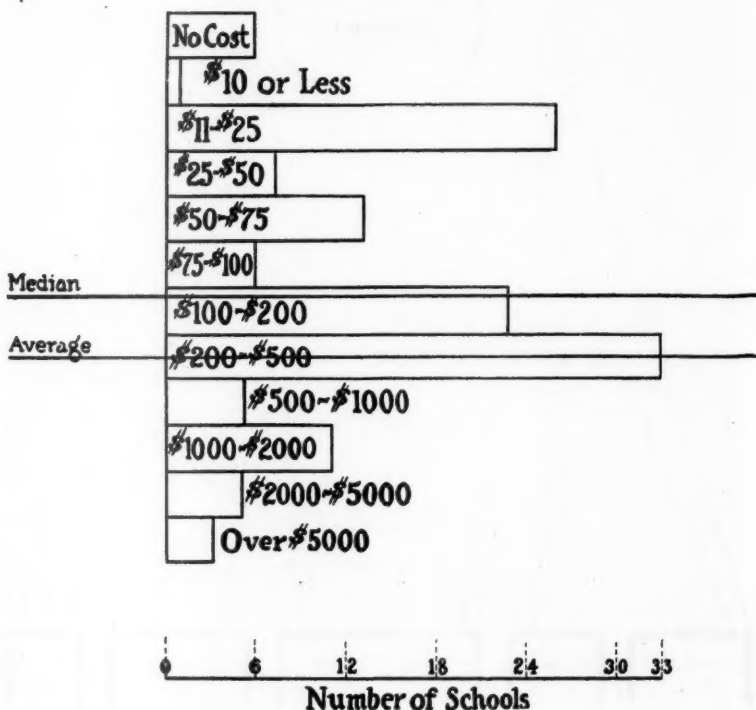 No Cost
$10 or Less
$11-$25
$25-$50
$50-$75
$75-$100
Median
$100-$200
Average
$200-$500
$500-$1000
$1000-$2000
$2000-$5000
Over $5000
0 6 12 18 24 30 33
Number of Schools